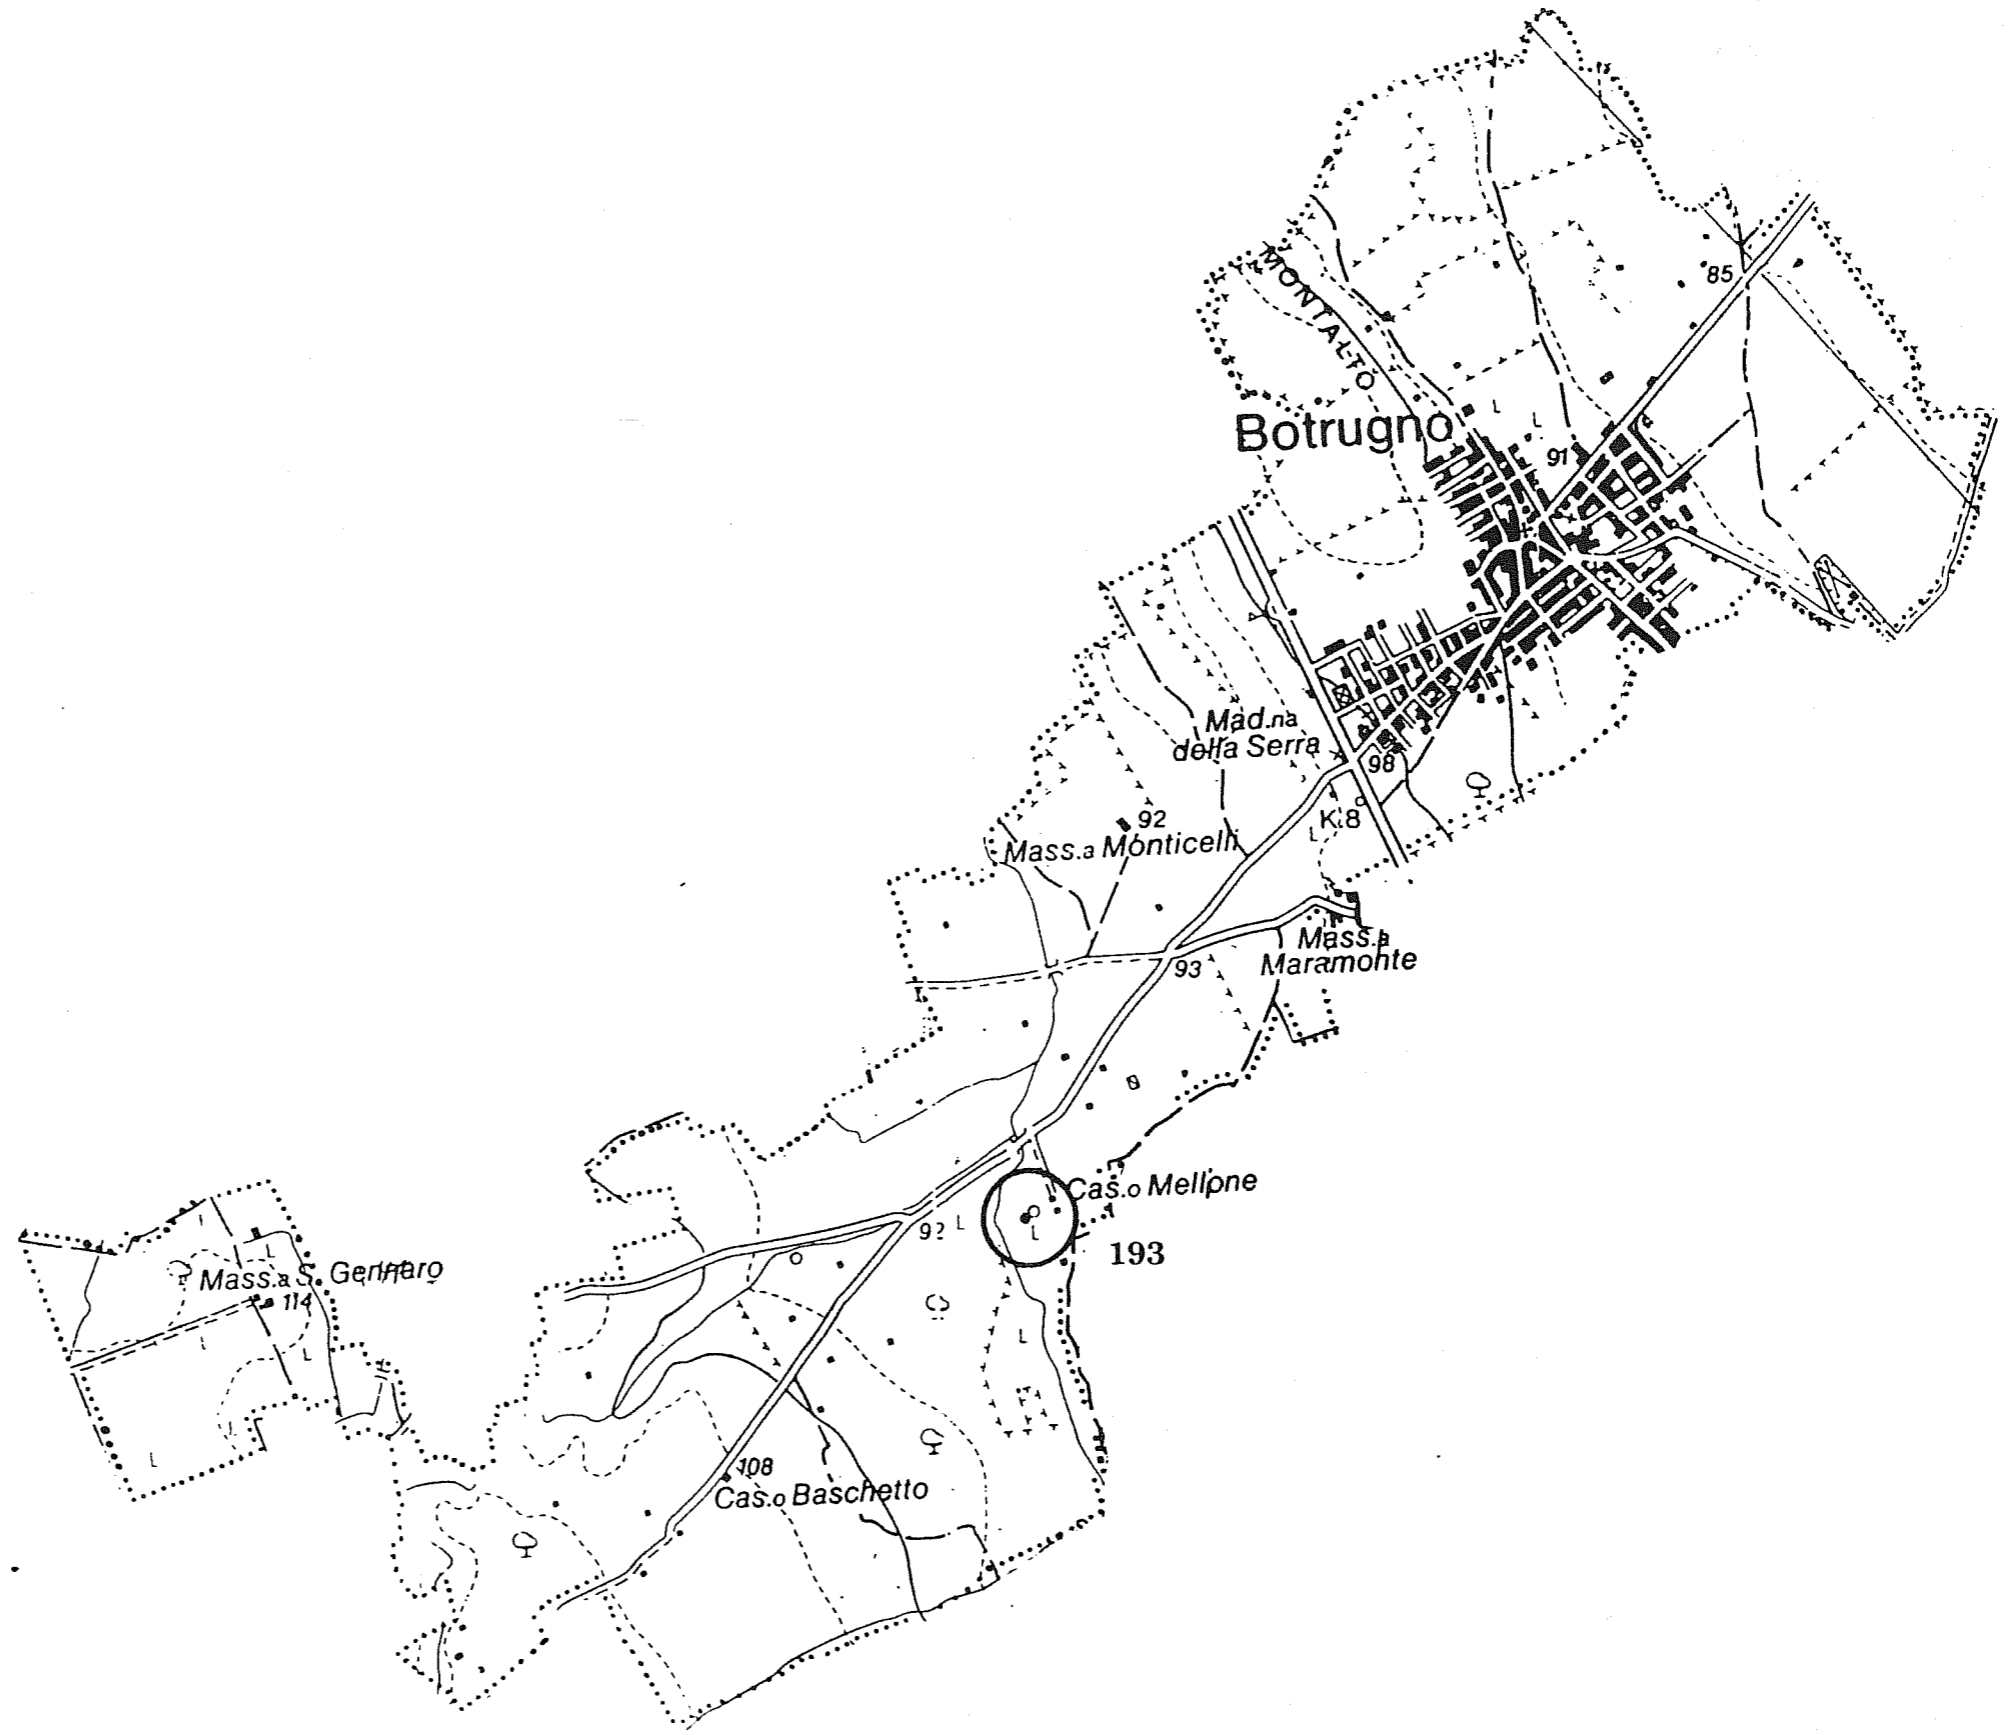 85
MONTALTO
Botrugno
91
Mad.na
della Serra
98
K.8
92
Mass.a Monticelli
93
Mass.a
Maramonte
Cas.o Mellone
92
L
193
L
L
Mass.a S. Gennaro
114
L
L
L
L
L
108
Cas.o Baschetto